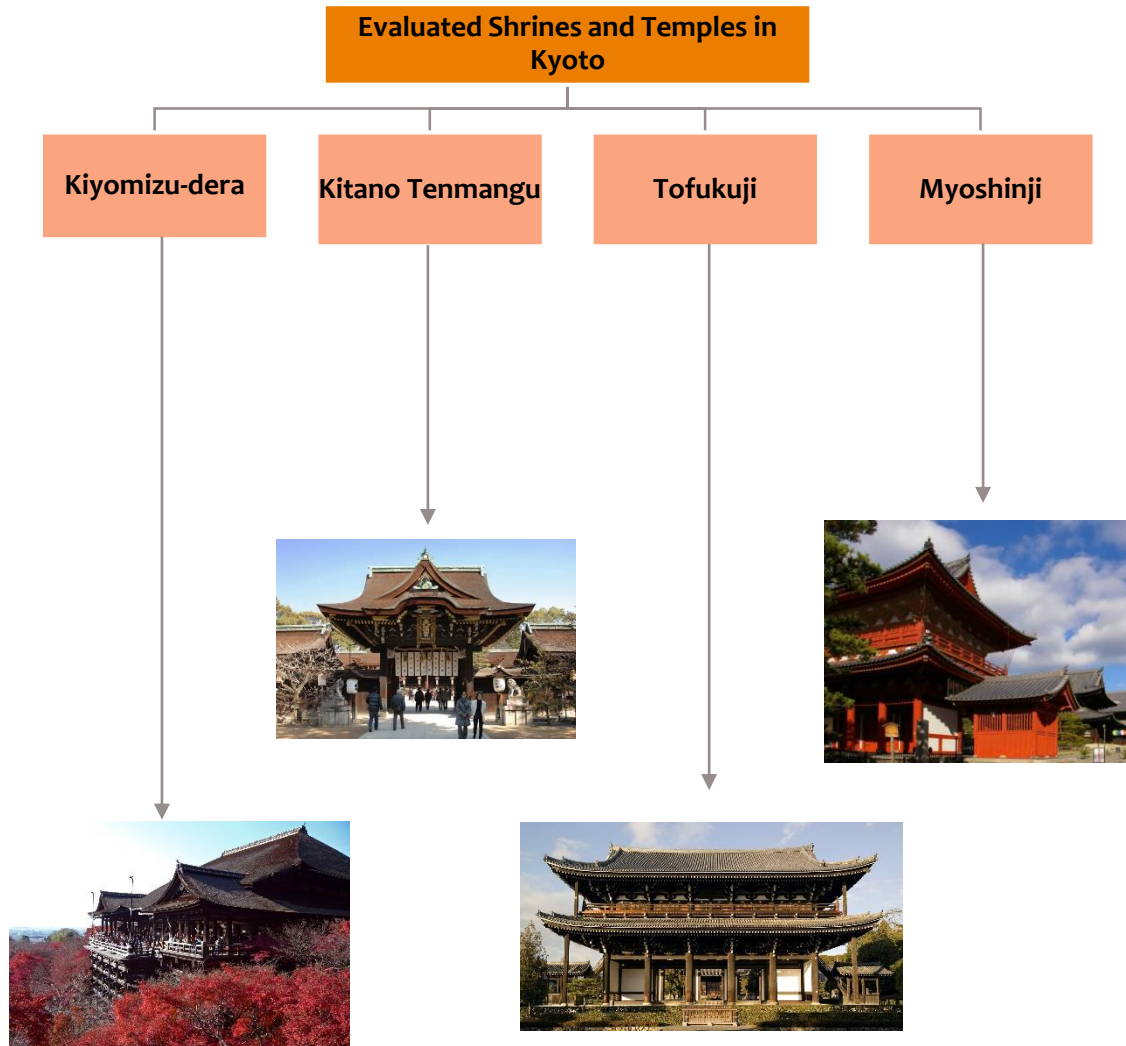 Evaluated Shrines and Temples in
Kyoto
Kiyomizu-dera
Kitano Tenmangu
Tofukuji
Myoshinji